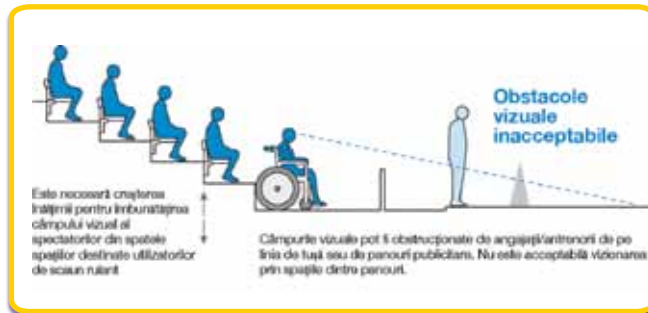 Obstacole
vizuale
inacceptabile
Este necesară creșterea
înălțimii pentru îmbunătățirea
câmpului vizual al
spectatorilor din spatele
spațiilor destinate utilizatorilor
de scaun rulant
Câmpurile vizuale pot fi obstrucționate de angajații/antrenorii de pe
linia de tușă sau de panouri publicitare. Nu este acceptabilă vizionarea
prin spațiile dintre panouri.